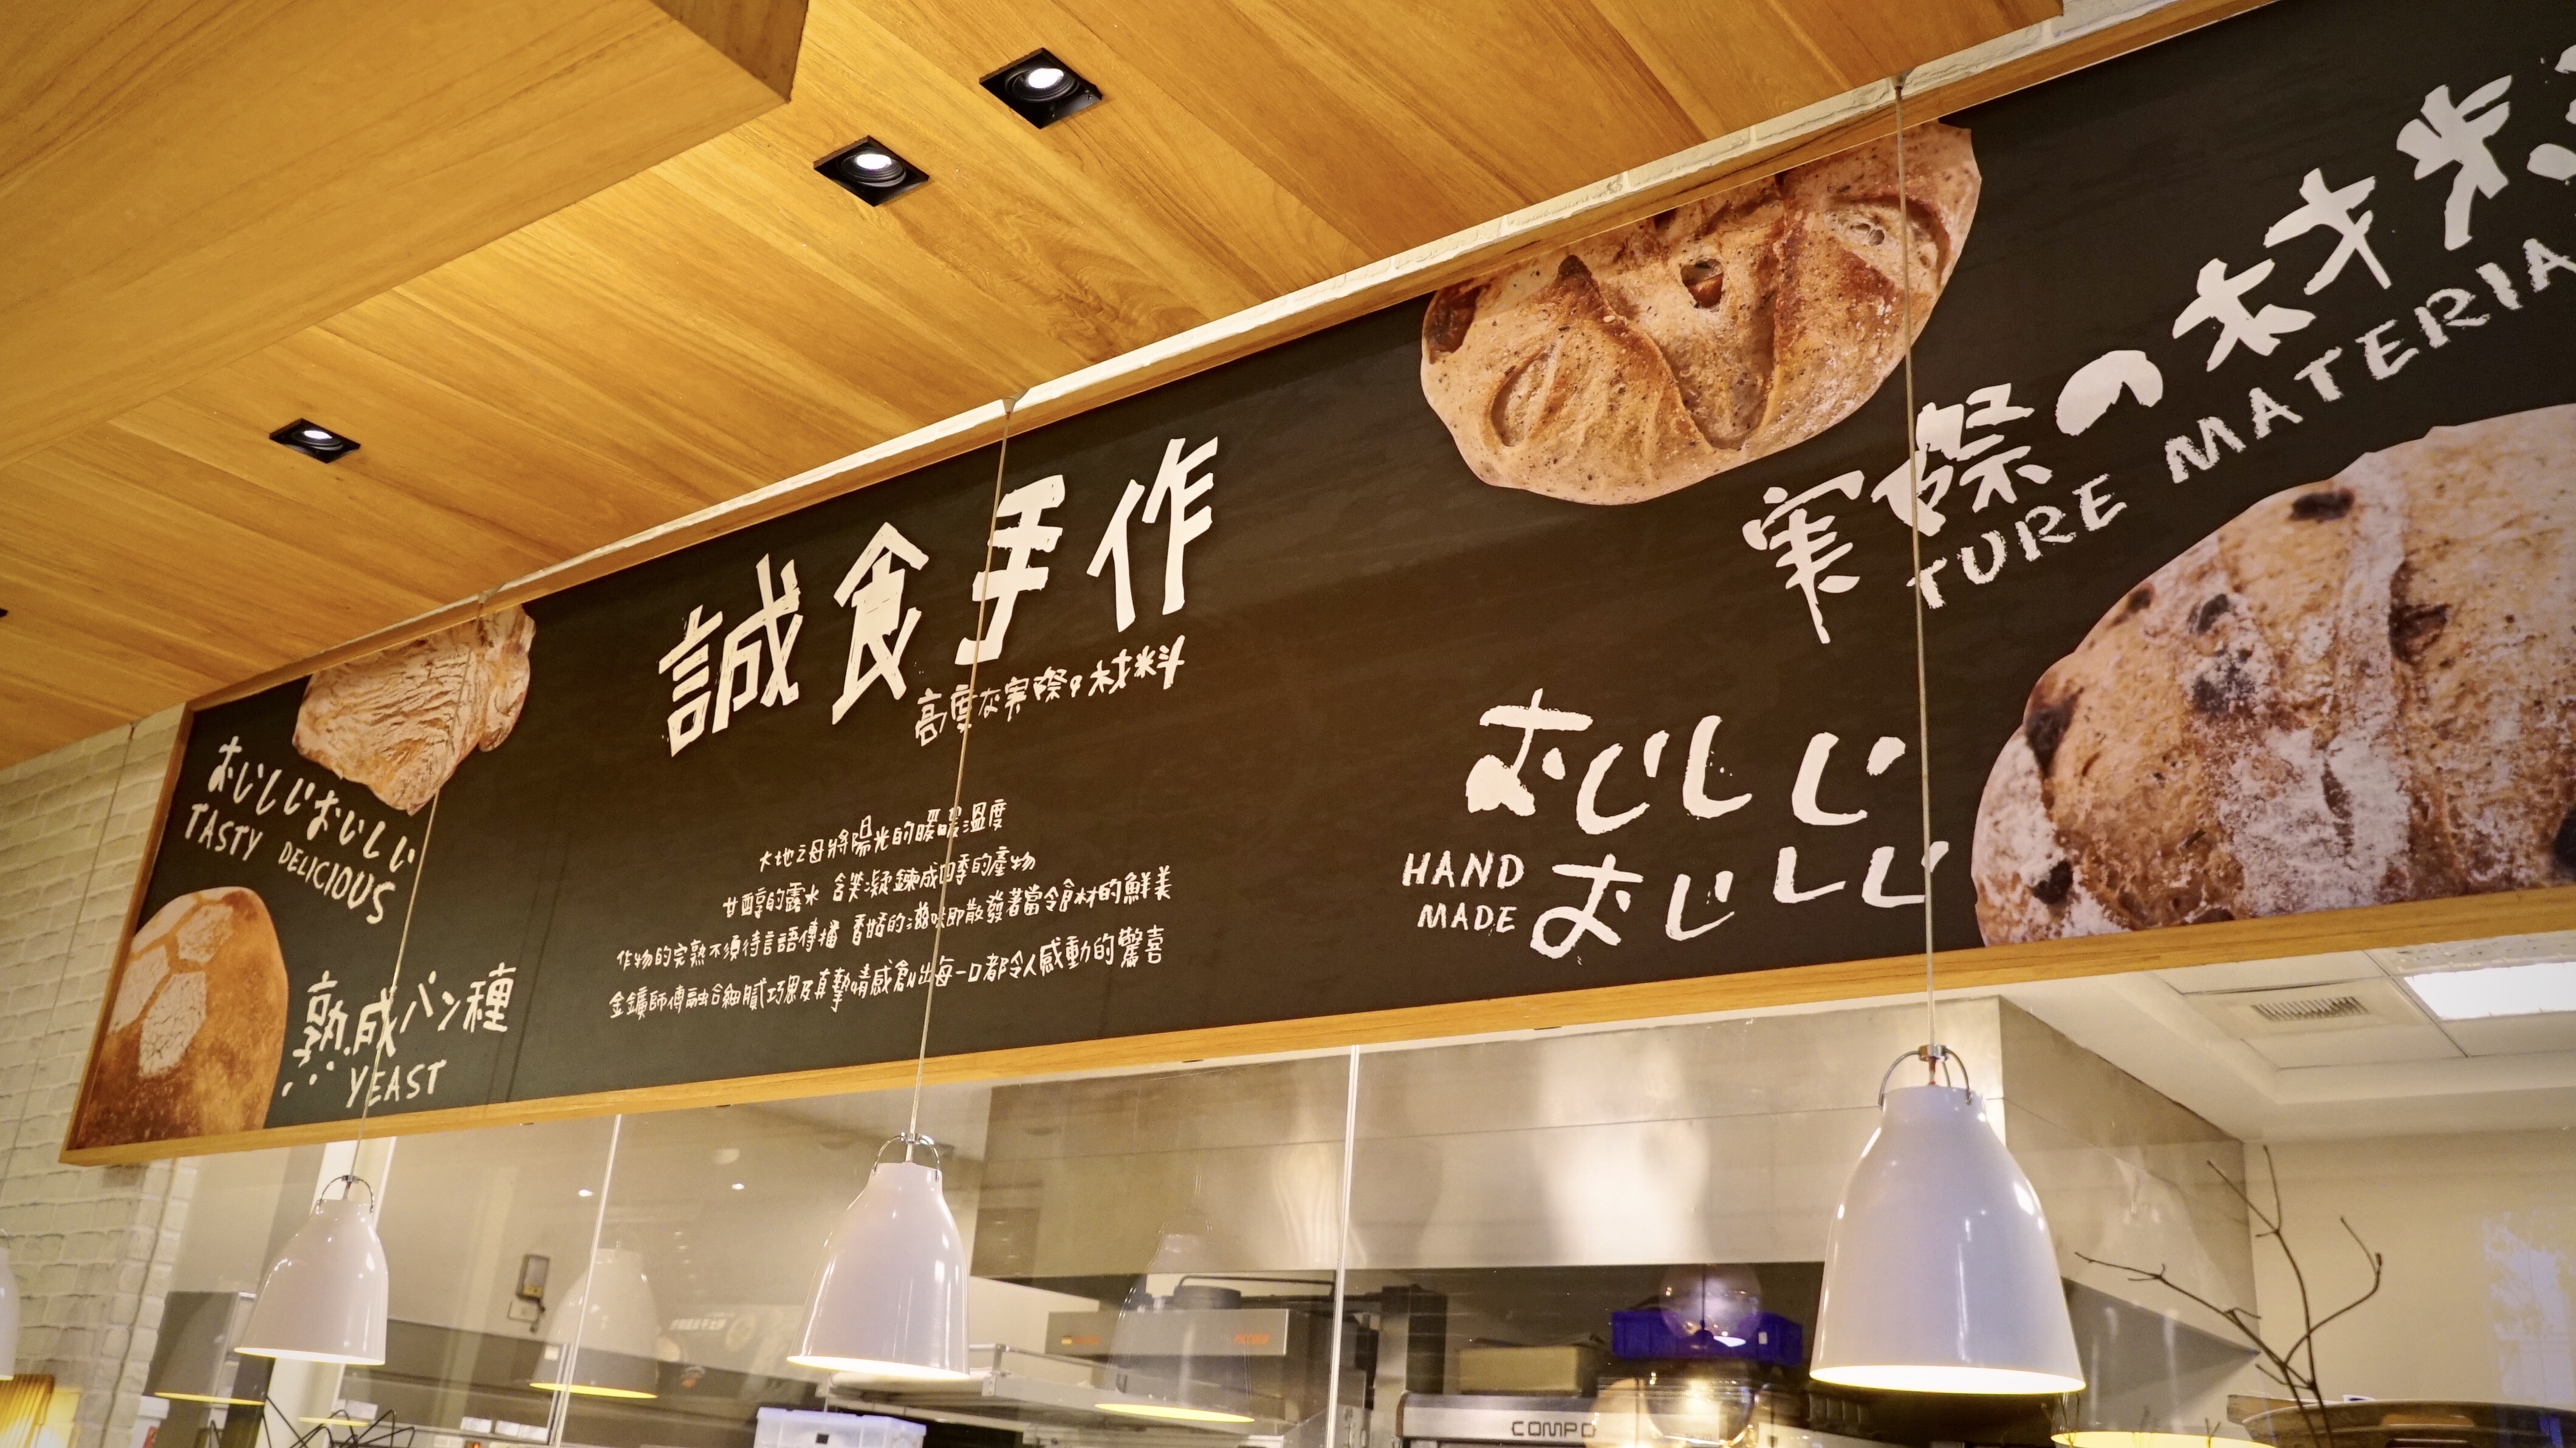 おいしいおいしい
TASTY DELICIOUS
熟成パン種
YEAST
誠食手作
高度な実際の材料
大地之母將陽光的暖暖溫度
甘醇的露水 含笑凝鍊成四季的產物
作物的完熟不須待言語傳播 香甜的滋味即散發著當令食材的鮮美
金鑛師傅融合細膩巧思及真摯情感創出每一口都令人感動的驚喜
実際の材料
TURE MATERIA
おいしい
HAND
MADE
おいしい
COMPO